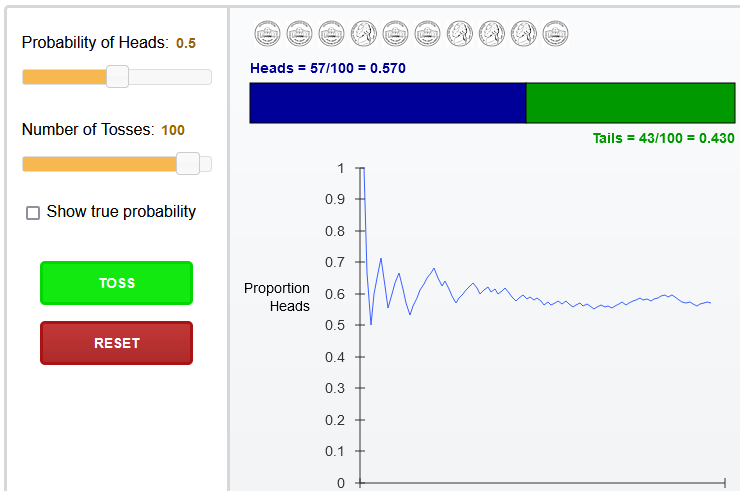 Probability of Heads: 0.5
Number of Tosses: 100
Show true probability
TOSS
RESET
Heads = 57/100 = 0.570
Tails = 43/100 = 0.430
Proportion
Heads
1
0.9
0.8
0.7
0.6
0.5
0.4
0.3
0.2
0.1
0